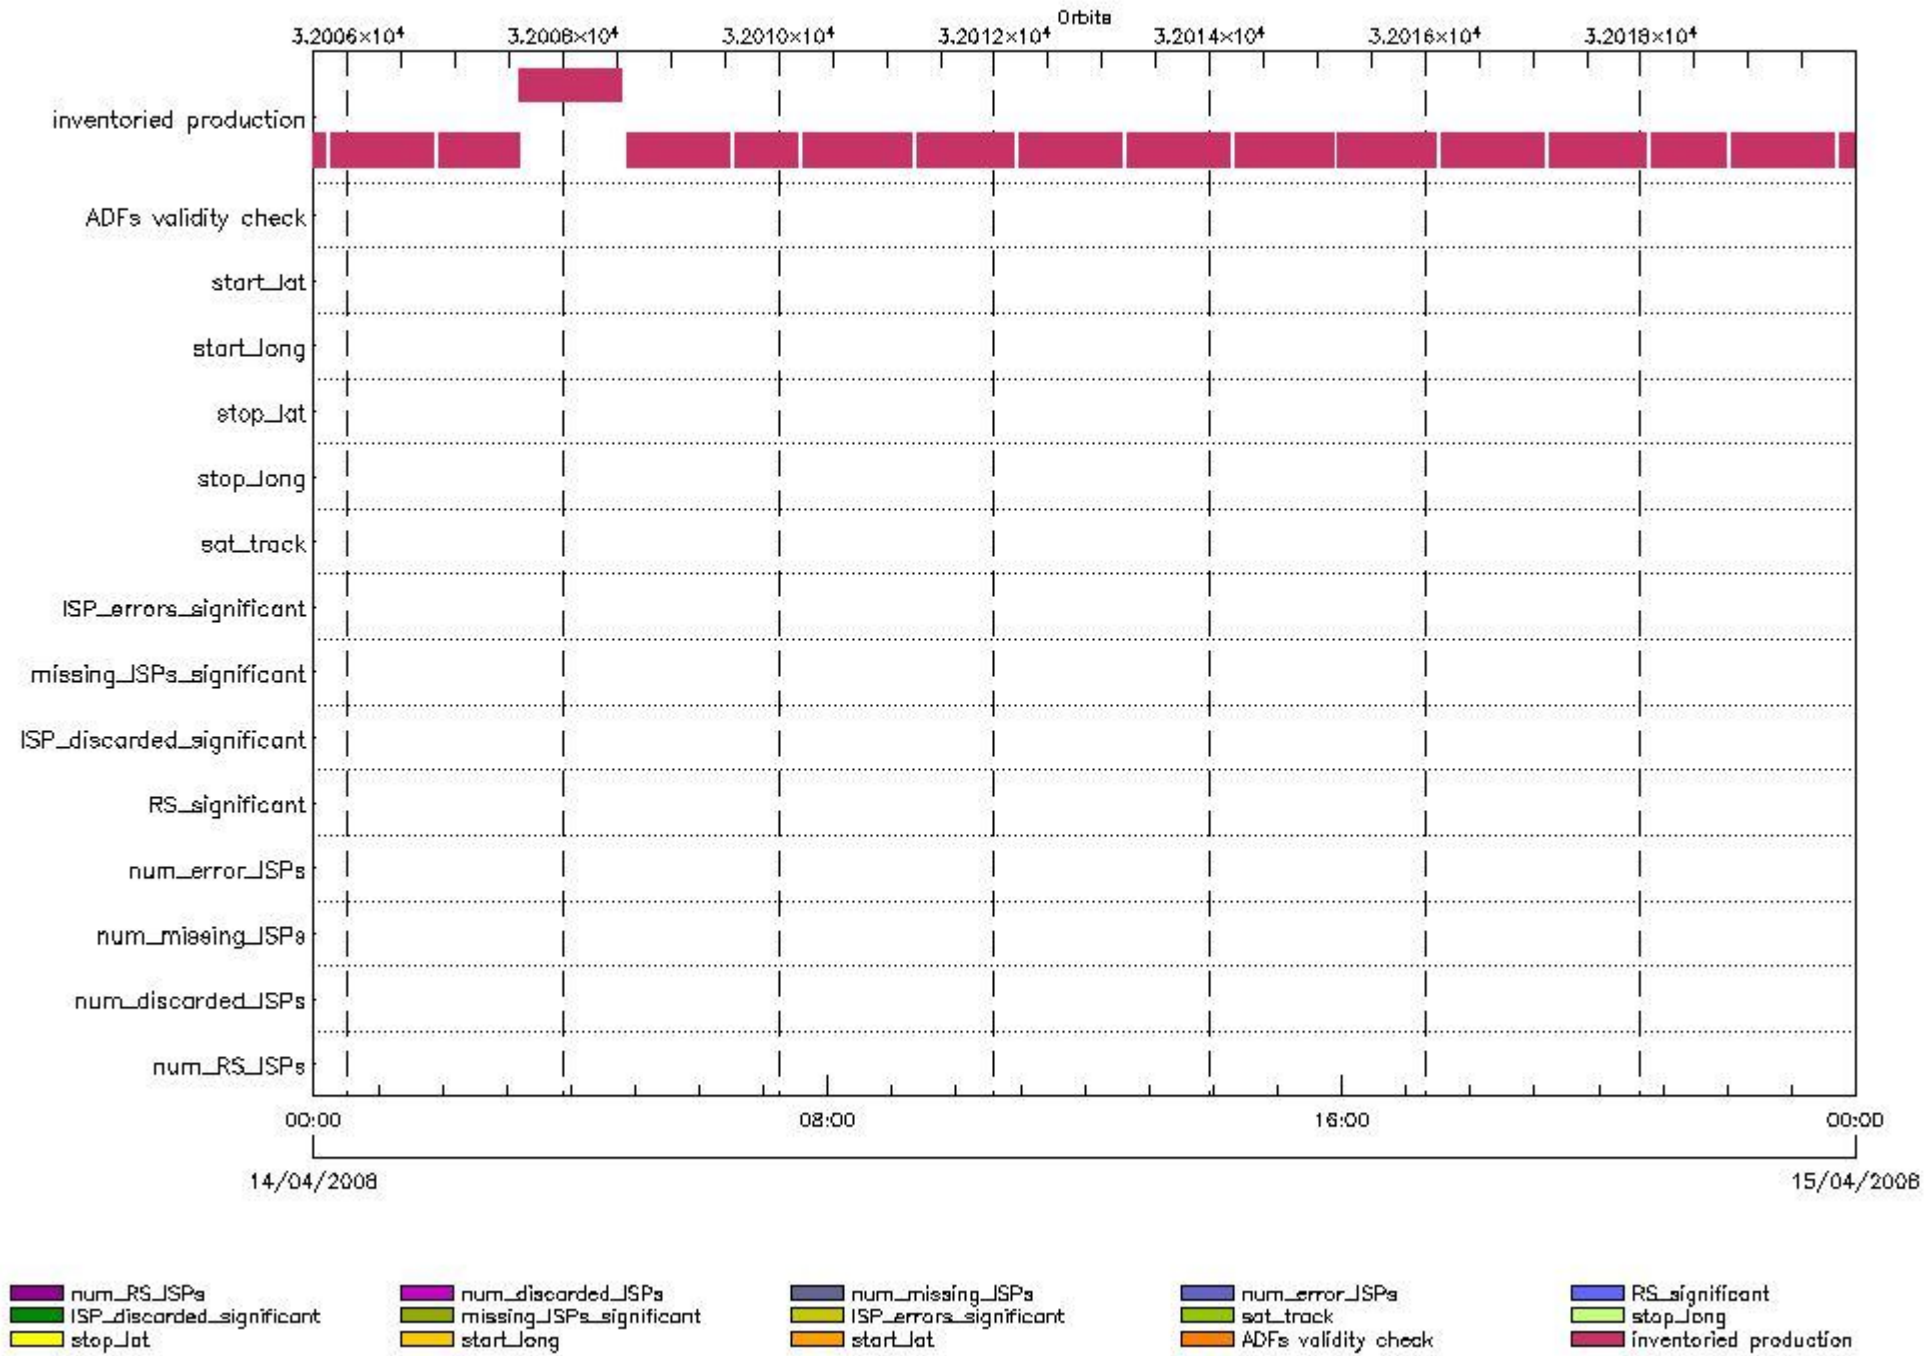 Orbits
3.2006×10⁴ 3.2008×10⁴ 3.2010×10⁴ 3.2012×10⁴ 3.2014×10⁴ 3.2016×10⁴ 3.2018×10⁴
inventoried production
ADFs validity check
start_lat
start_long
stop_lat
stop_long
sat_track
ISP_errors_significant
missing_ISPs_significant
ISP_discarded_significant
RS_significant
num_error_ISPs
num_missing_ISPs
num_discarded_ISPs
num_RS_ISPs
00:00 08:00 16:00 00:00
14/04/2008 15/04/2008
num_RS_ISPs num_discarded_ISPs num_missing_ISPs num_error_ISPs RS_significant
ISP_discarded_significant missing_ISPs_significant ISP_errors_significant sat_track stop_long
stop_lat start_long start_lat ADFs validity check inventoried production